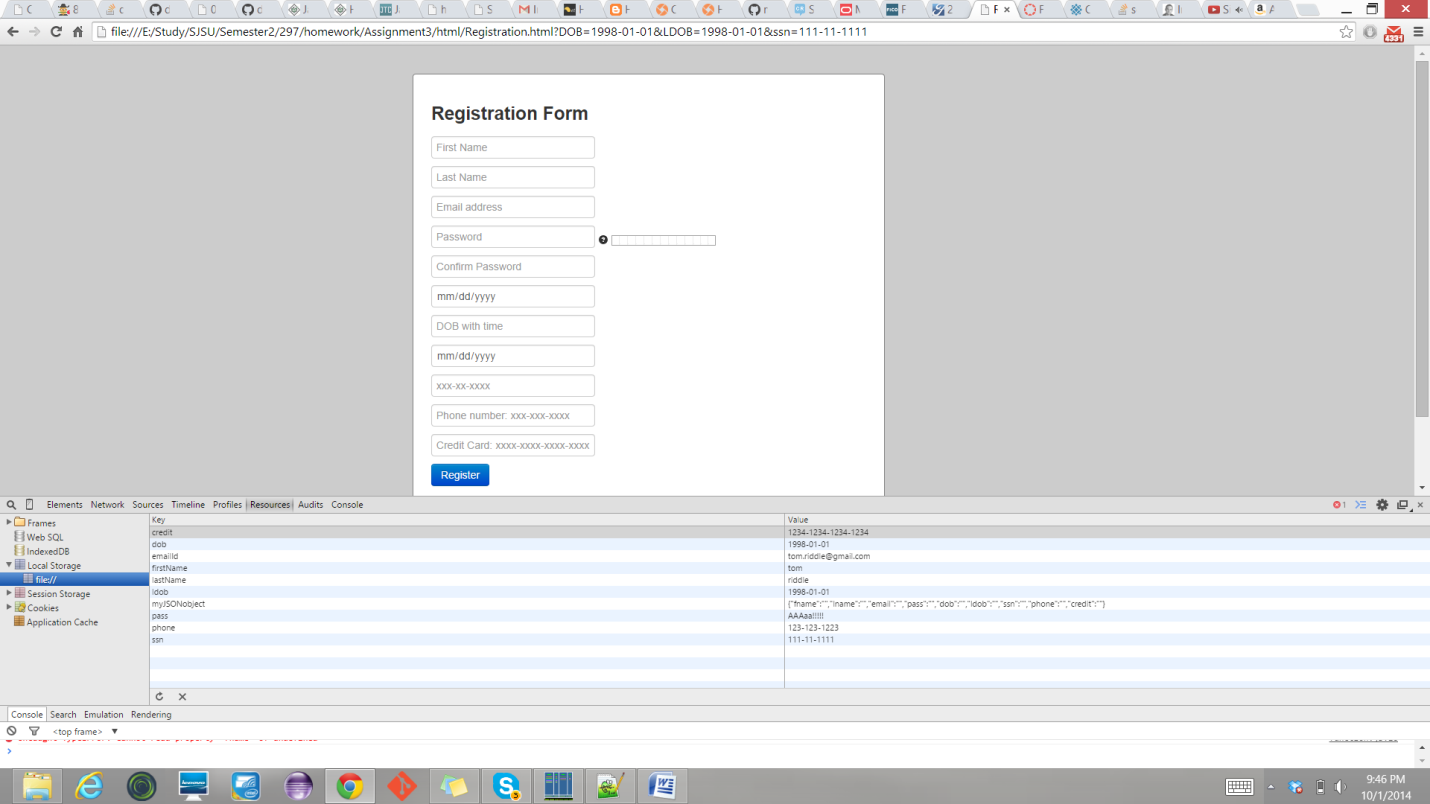 file:///E:/Study/SJSU/Semester2/297/homework/Assignment3/html/Registration.html?DOB=1998-01-01&LDOB=1998-01-01&ssn=111-11-1111
4331
Registration Form
First Name
Last Name
Email address
Password
Confirm Password
mm/dd/yyyy
DOB with time
mm/dd/yyyy
xxx-xx-xxxx
Phone number: xxx-xxx-xxxx
Credit Card: xxxx-xxxx-xxxx-xxxx
Register
Elements Network Sources Timeline Profiles Resources Audits Console 1
Frames
Web SQL
IndexedDB
Local Storage
file://
Session Storage
Cookies
Application Cache
Key Value
credit 1234-1234-1234-1234
dob 1998-01-01
emailId tom.riddle@gmail.com
firstName tom
lastName riddle
ldob 1998-01-01
myJSONobject {"fname":"","lname":"","email":"","pass":"","dob":"","ldob":"","ssn":"","phone":"","credit":""}
pass AAAaa!!!!!
phone 123-123-1223
ssn 111-11-1111
Console Search Emulation Rendering
<top frame>
9:46 PM
10/1/2014